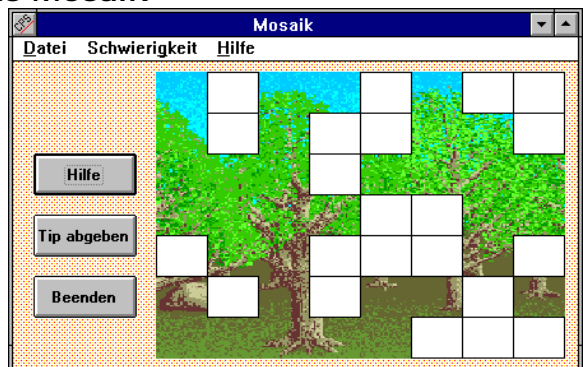 Mosaik
Datei Schwierigkeit Hilfe
Hilfe
Tip abgeben
Beenden